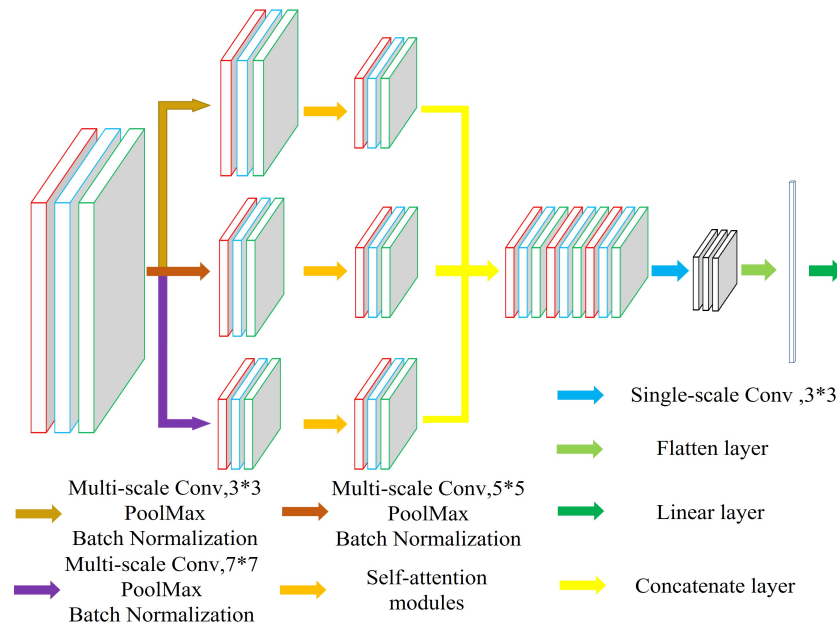 Multi-scale Conv,3*3
PoolMax
Batch Normalization
Multi-scale Conv,5*5
PoolMax
Batch Normalization
Multi-scale Conv,7*7
PoolMax
Batch Normalization
Self-attention
modules
Single-scale Conv ,3*3
Flatten layer
Linear layer
Concatenate layer